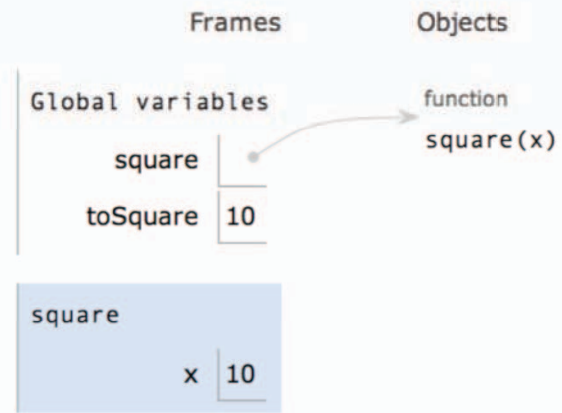 Frames Objects
Global variables
function
square
square(x)
toSquare 10
square
x 10